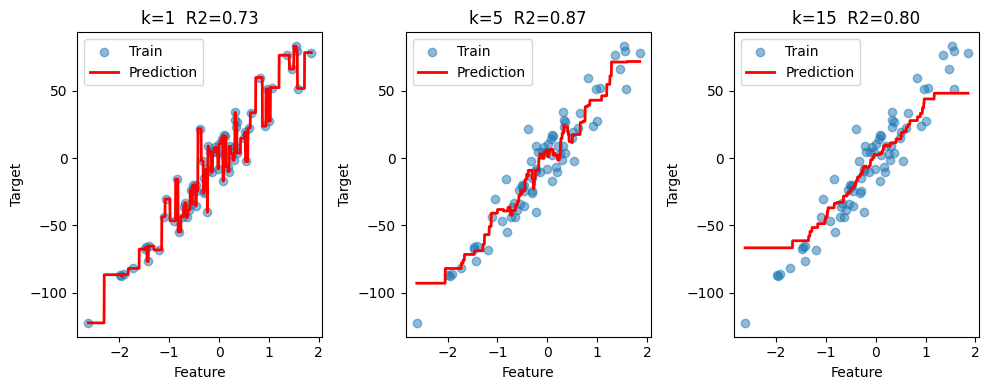 k=1  R2=0.73
Train
Prediction
Target
50
0
−50
−100
−2
−1
0
1
2
Feature
k=5  R2=0.87
Train
Prediction
Target
50
0
−50
−100
−2
−1
0
1
2
Feature
k=15  R2=0.80
Train
Prediction
Target
50
0
−50
−100
−2
−1
0
1
2
Feature